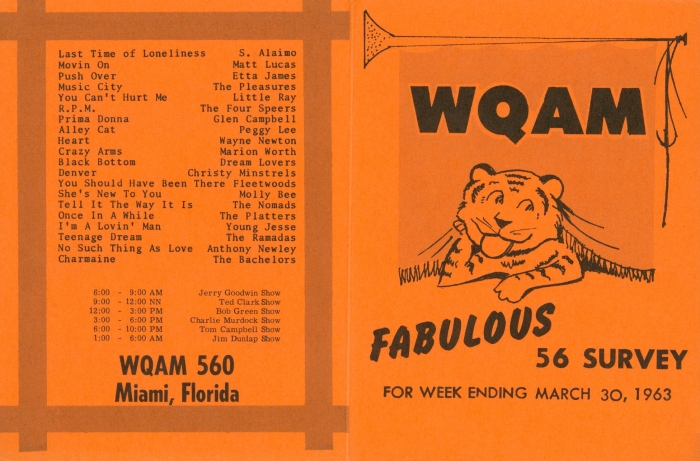 Last Time of Loneliness S. Alaimo
Movin On Matt Lucas
Push Over Etta James
Music City The Pleasures
You Can't Hurt Me Little Ray
R.P.M. The Four Speers
Prima Donna Glen Campbell
Alley Cat Peggy Lee
Heart Wayne Newton
Crazy Arms Marion Worth
Black Bottom Dream Lovers
Denver Christy Minstrels
You Should Have Been There Fleetwoods
She's New To You Molly Bee
Tell It The Way It Is The Nomads
Once In A While The Platters
I'm A Lovin' Man Young Jesse
Teenage Dream The Ramadas
No Such Thing As Love Anthony Newley
Charmaine The Bachelors
6:00 - 9:00 AM Jerry Goodwin Show
9:00 - 12:00 NN Ted Clark Show
12:00 - 3:00 PM Bob Green Show
3:00 - 6:00 PM Charlie Murdock Show
6:00 - 10:00 PM Tom Campbell Show
1:00 - 6:00 AM Jim Dunlap Show
WQAM 560
Miami, Florida
WQAM
FABULOUS
56 SURVEY
FOR WEEK ENDING MARCH 30, 1963